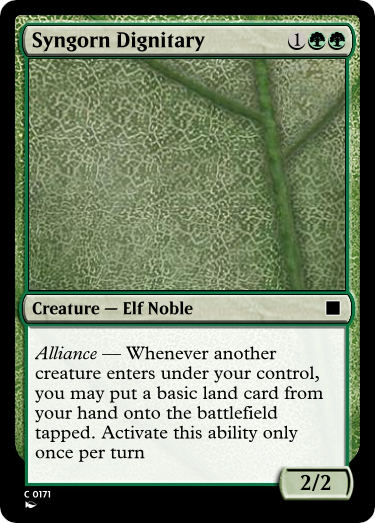 Syngorn Dignitary 1
Creature — Elf Noble
Alliance — Whenever another
creature enters under your control,
you may put a basic land card from
your hand onto the battlefield
tapped. Activate this ability only
once per turn
2/2
C 0171